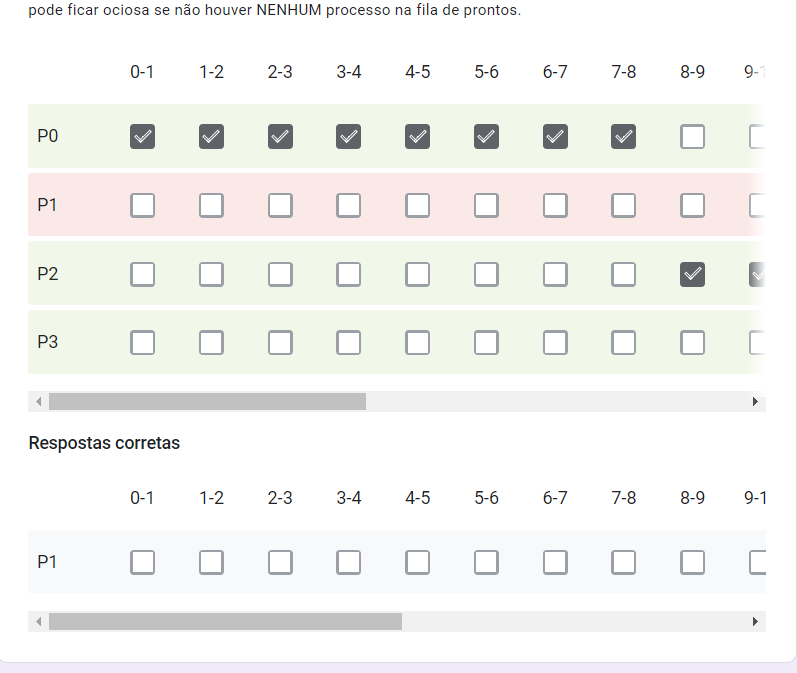 pode ficar ociosa se não houver NENHUM processo na fila de prontos.
0-1 1-2 2-3 3-4 4-5 5-6 6-7 7-8 8-9 9-1
P0
P1
P2
P3
Respostas corretas
0-1 1-2 2-3 3-4 4-5 5-6 6-7 7-8 8-9 9-1
P1